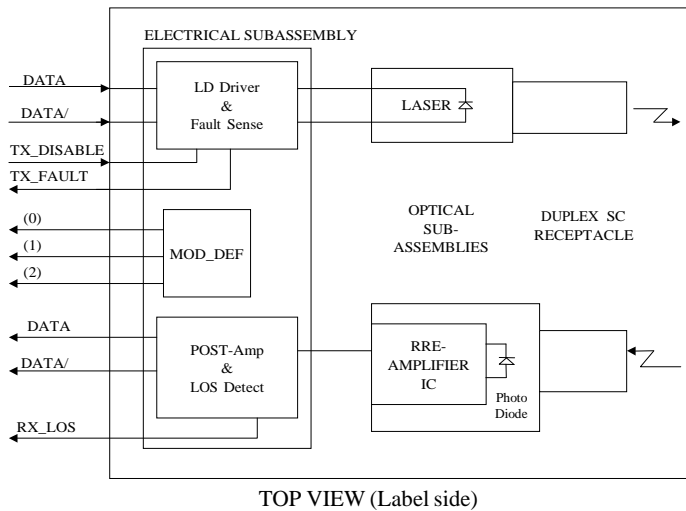 ELECTRICAL SUBASSEMBLY
DATA
DATA/
TX_DISABLE
TX_FAULT
LD Driver
&
Fault Sense
LASER
(0)
(1)
(2)
MOD_DEF
OPTICAL
SUB-
ASSEMBLIES
DUPLEX SC
RECEPTACLE
DATA
DATA/
RX_LOS
POST-Amp
&
LOS Detect
RRE-
AMPLIFIER
IC
Photo
Diode
TOP VIEW (Label side)